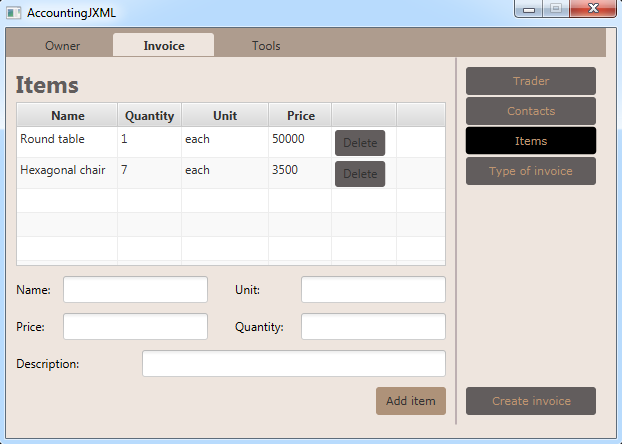 AccountingJXML
Owner Invoice Tools
Items
Name Quantity Unit Price
Round table 1 each 50000 Delete
Hexagonal chair 7 each 3500 Delete
Name: Unit:
Price: Quantity:
Description:
Add item
Trader
Contacts
Items
Type of invoice
Create invoice